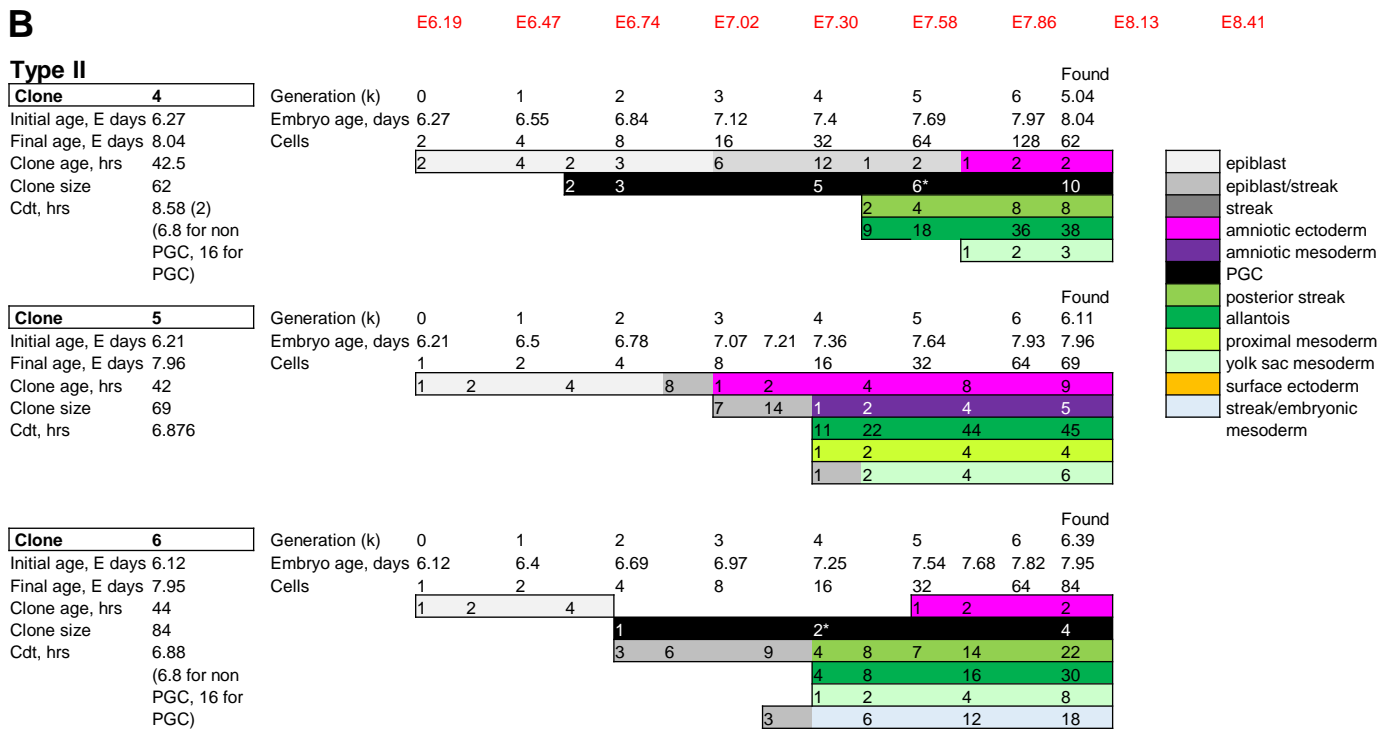 B E6.19 E6.47 E6.74 E7.02 E7.30 E7.58 E7.86 E8.13 E8.41
Type II
Found
Clone 4 Generation (k) 0 1 2 3 4 5 6 5.04
Initial age, E days 6.27 Embryo age, days 6.27 6.55 6.84 7.12 7.4 7.69 7.97 8.04
Final age, E days 8.04 Cells 2 4 8 16 32 64 128 62
Clone age, hrs 42.5 2 4 2 3 6 12 1 2 1 2 2 epiblast
Clone size 62 2 3 5 6* 10 epiblast/streak
Cdt, hrs 8.58 (2) 2 4 8 8 streak
(6.8 for non 9 18 36 38 amniotic ectoderm
PGC, 16 for 1 2 3 amniotic mesoderm
PGC) PGC
Found posterior streak
Clone 5 Generation (k) 0 1 2 3 4 5 6 6.11 allantois
Initial age, E days 6.21 Embryo age, days 6.21 6.5 6.78 7.07 7.21 7.36 7.64 7.93 7.96 proximal mesoderm
Final age, E days 7.96 Cells 1 2 4 8 16 32 64 69 yolk sac mesoderm
Clone age, hrs 42 1 2 4 8 1 2 4 8 9 surface ectoderm
Clone size 69 7 14 1 2 4 5 streak/embryonic
Cdt, hrs 6.876 11 22 44 45 mesoderm
1 2 4 4
1 2 4 6
Found
Clone 6 Generation (k) 0 1 2 3 4 5 6 6.39
Initial age, E days 6.12 Embryo age, days 6.12 6.4 6.69 6.97 7.25 7.54 7.68 7.82 7.95
Final age, E days 7.95 Cells 1 2 4 8 16 32 64 84
Clone age, hrs 44 1 2 4 1 2 2
Clone size 84 1 2* 4
Cdt, hrs 6.88 3 6 9 4 8 7 14 22
(6.8 for non 4 8 16 30
PGC, 16 for 1 2 4 8
PGC) 3 6 12 18